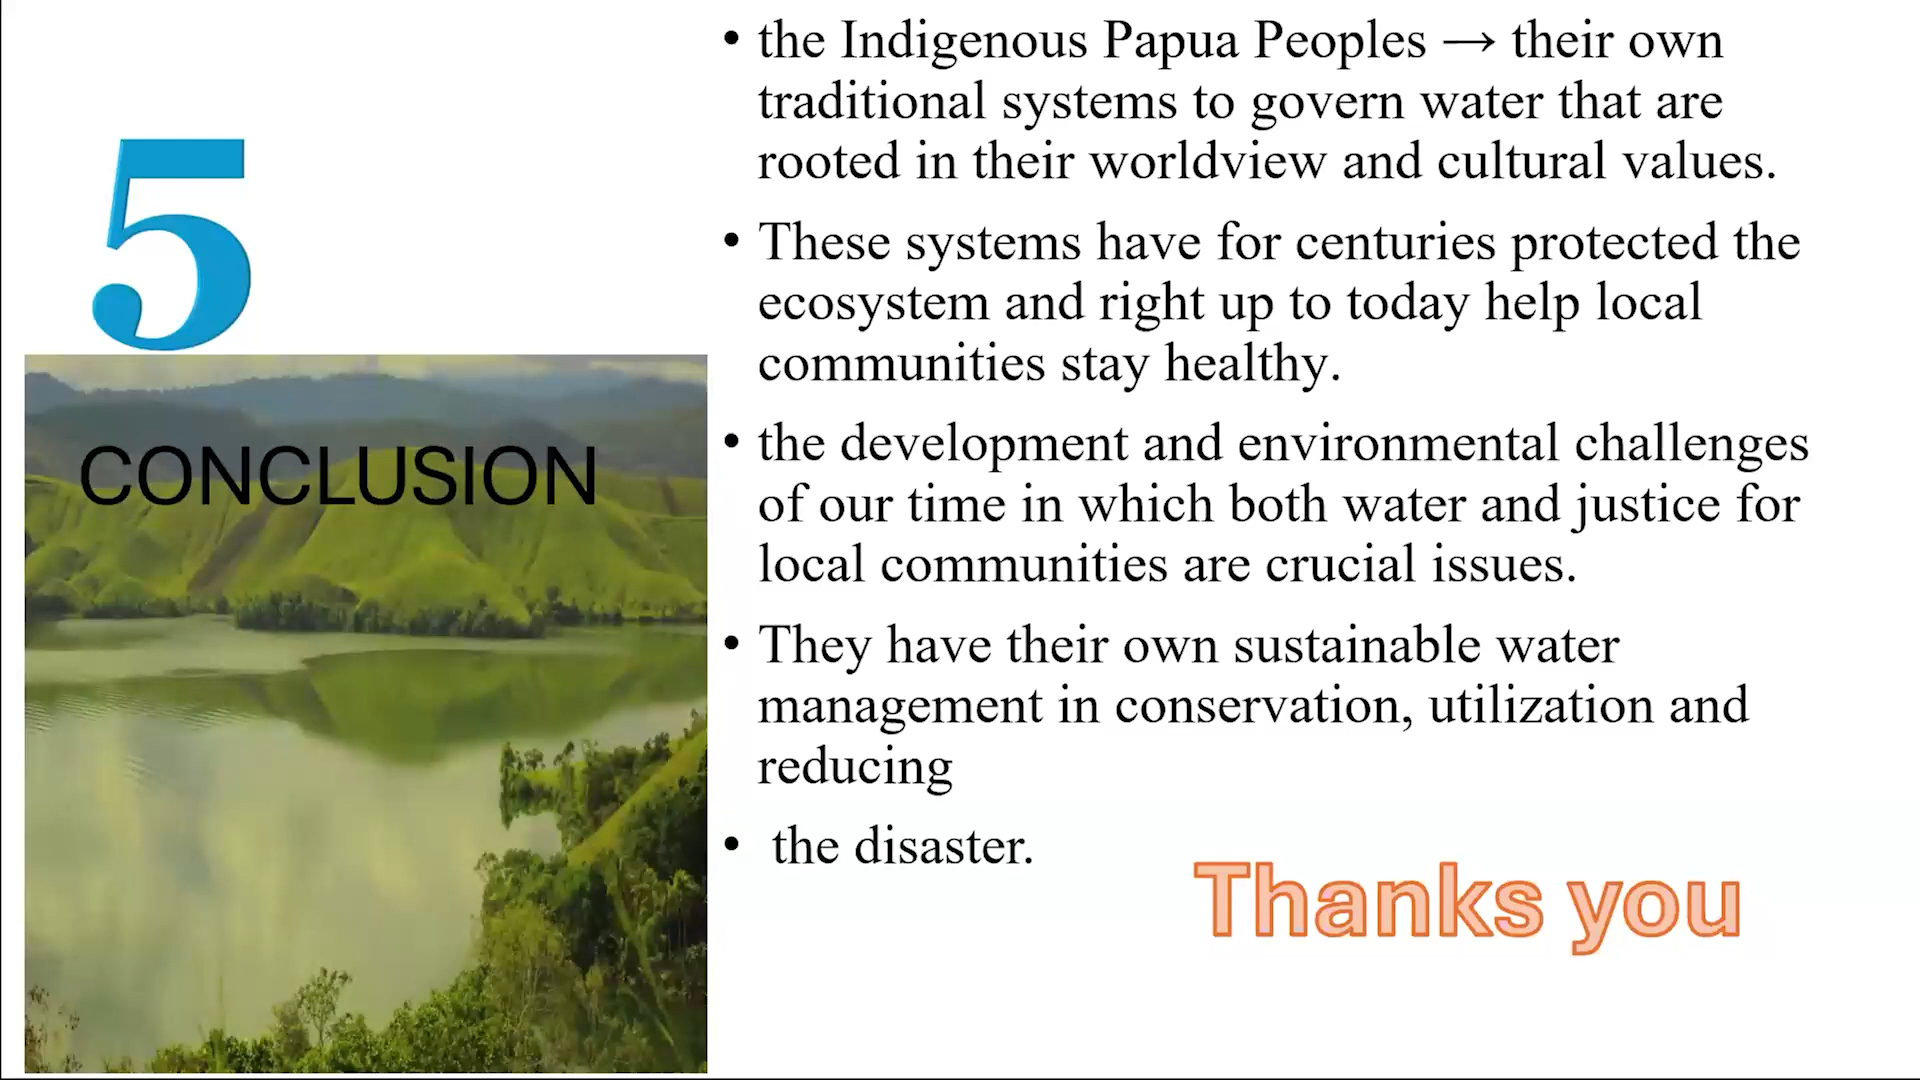 5
CONCLUSION
• the Indigenous Papua Peoples → their own
traditional systems to govern water that are
rooted in their worldview and cultural values.
• These systems have for centuries protected the
ecosystem and right up to today help local
communities stay healthy.
• the development and environmental challenges
of our time in which both water and justice for
local communities are crucial issues.
• They have their own sustainable water
management in conservation, utilization and
reducing
• the disaster.
Thanks you